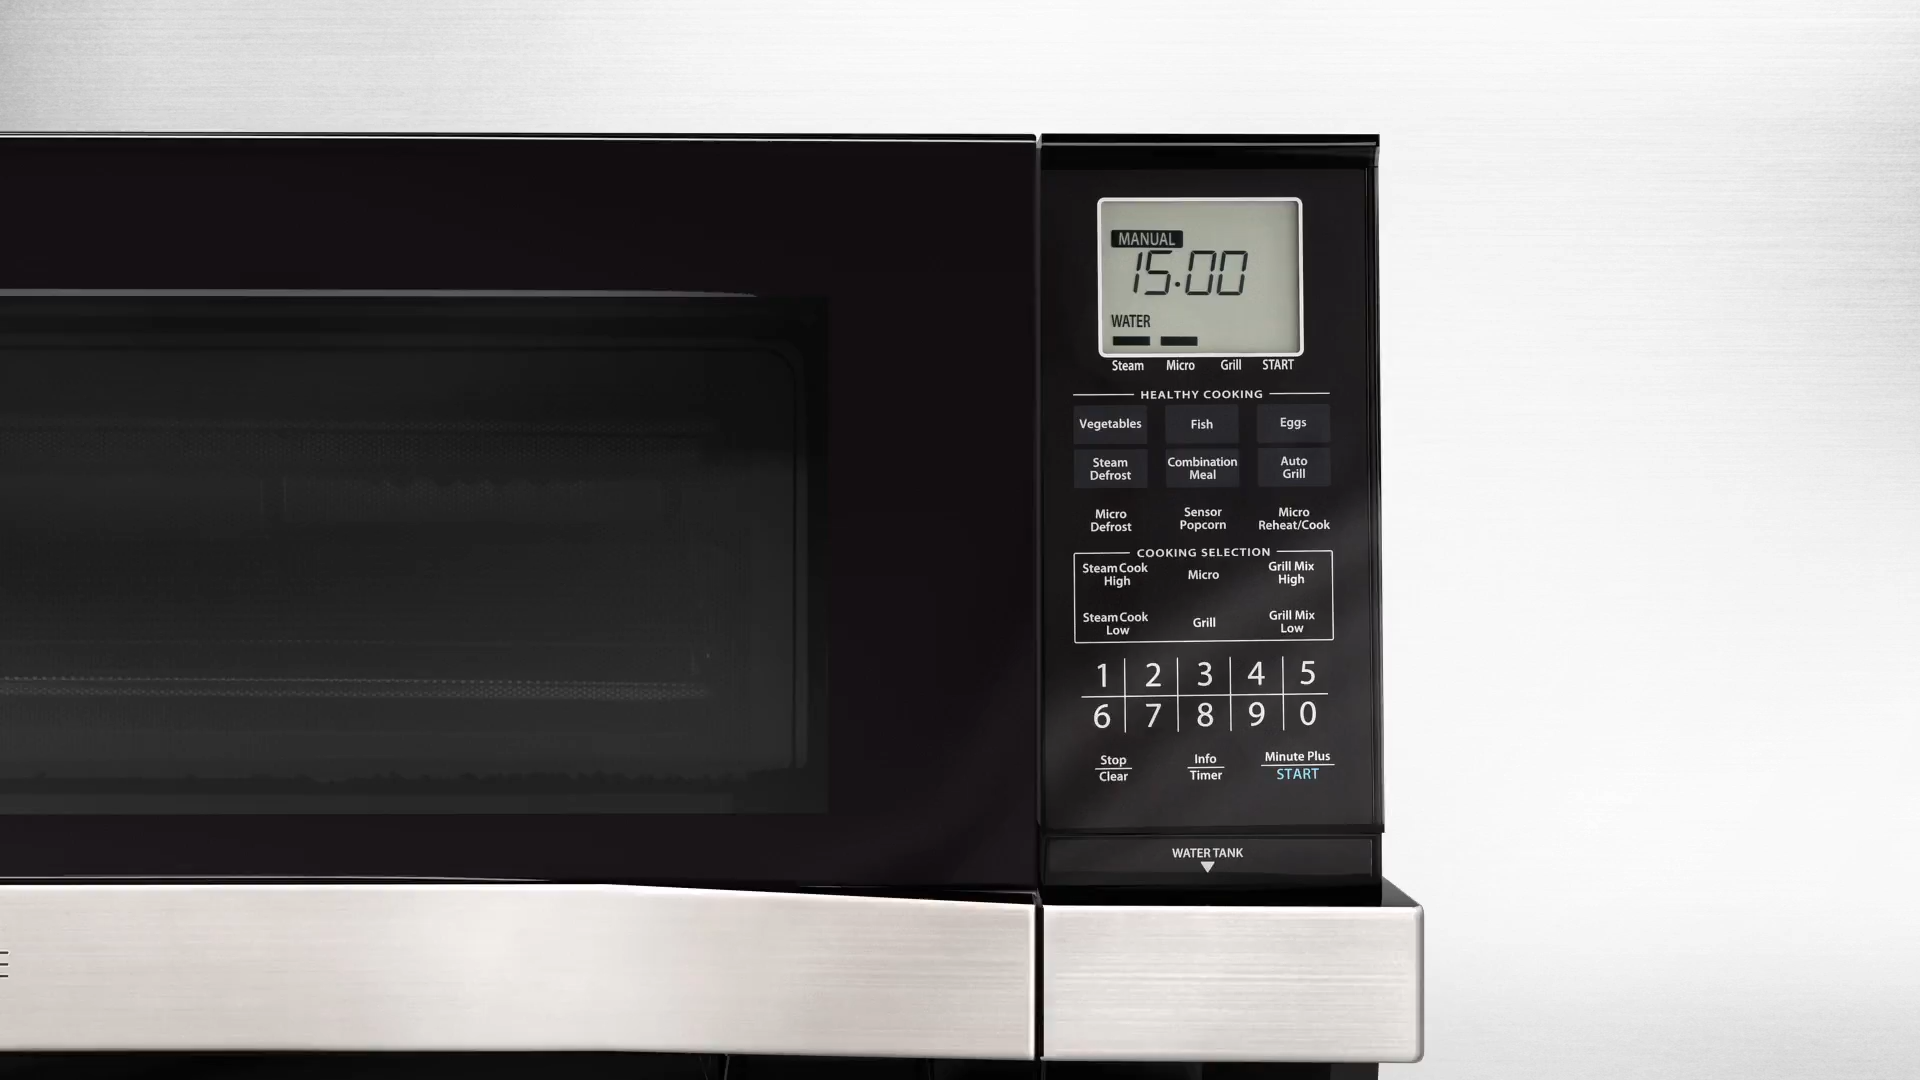 MANUAL
15:00
WATER
Steam Micro Grill START
HEALTHY COOKING
Vegetables Fish Eggs
Steam Defrost
Combination Meal
Auto Grill
Micro Defrost
Sensor Popcorn
Micro Reheat/Cook
COOKING SELECTION
Steam Cook High
Micro
Grill Mix High
Steam Cook Low
Grill
Grill Mix Low
1 2 3 4 5
6 7 8 9 0
Stop
Clear
Info
Timer
Minute Plus
START
WATER TANK